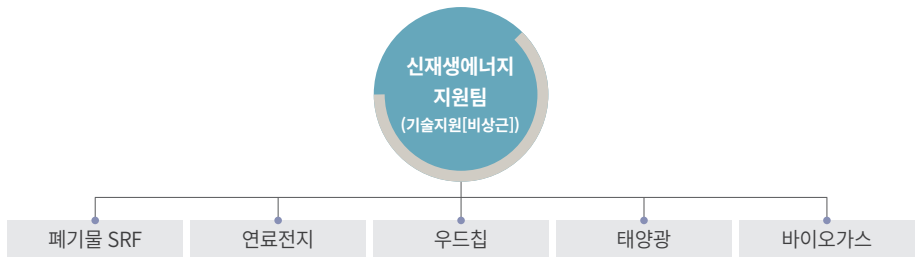 신재생에너지
지원팀
(기술지원[비상근])
폐기물 SRF
연료전지
우드칩
태양광
바이오가스